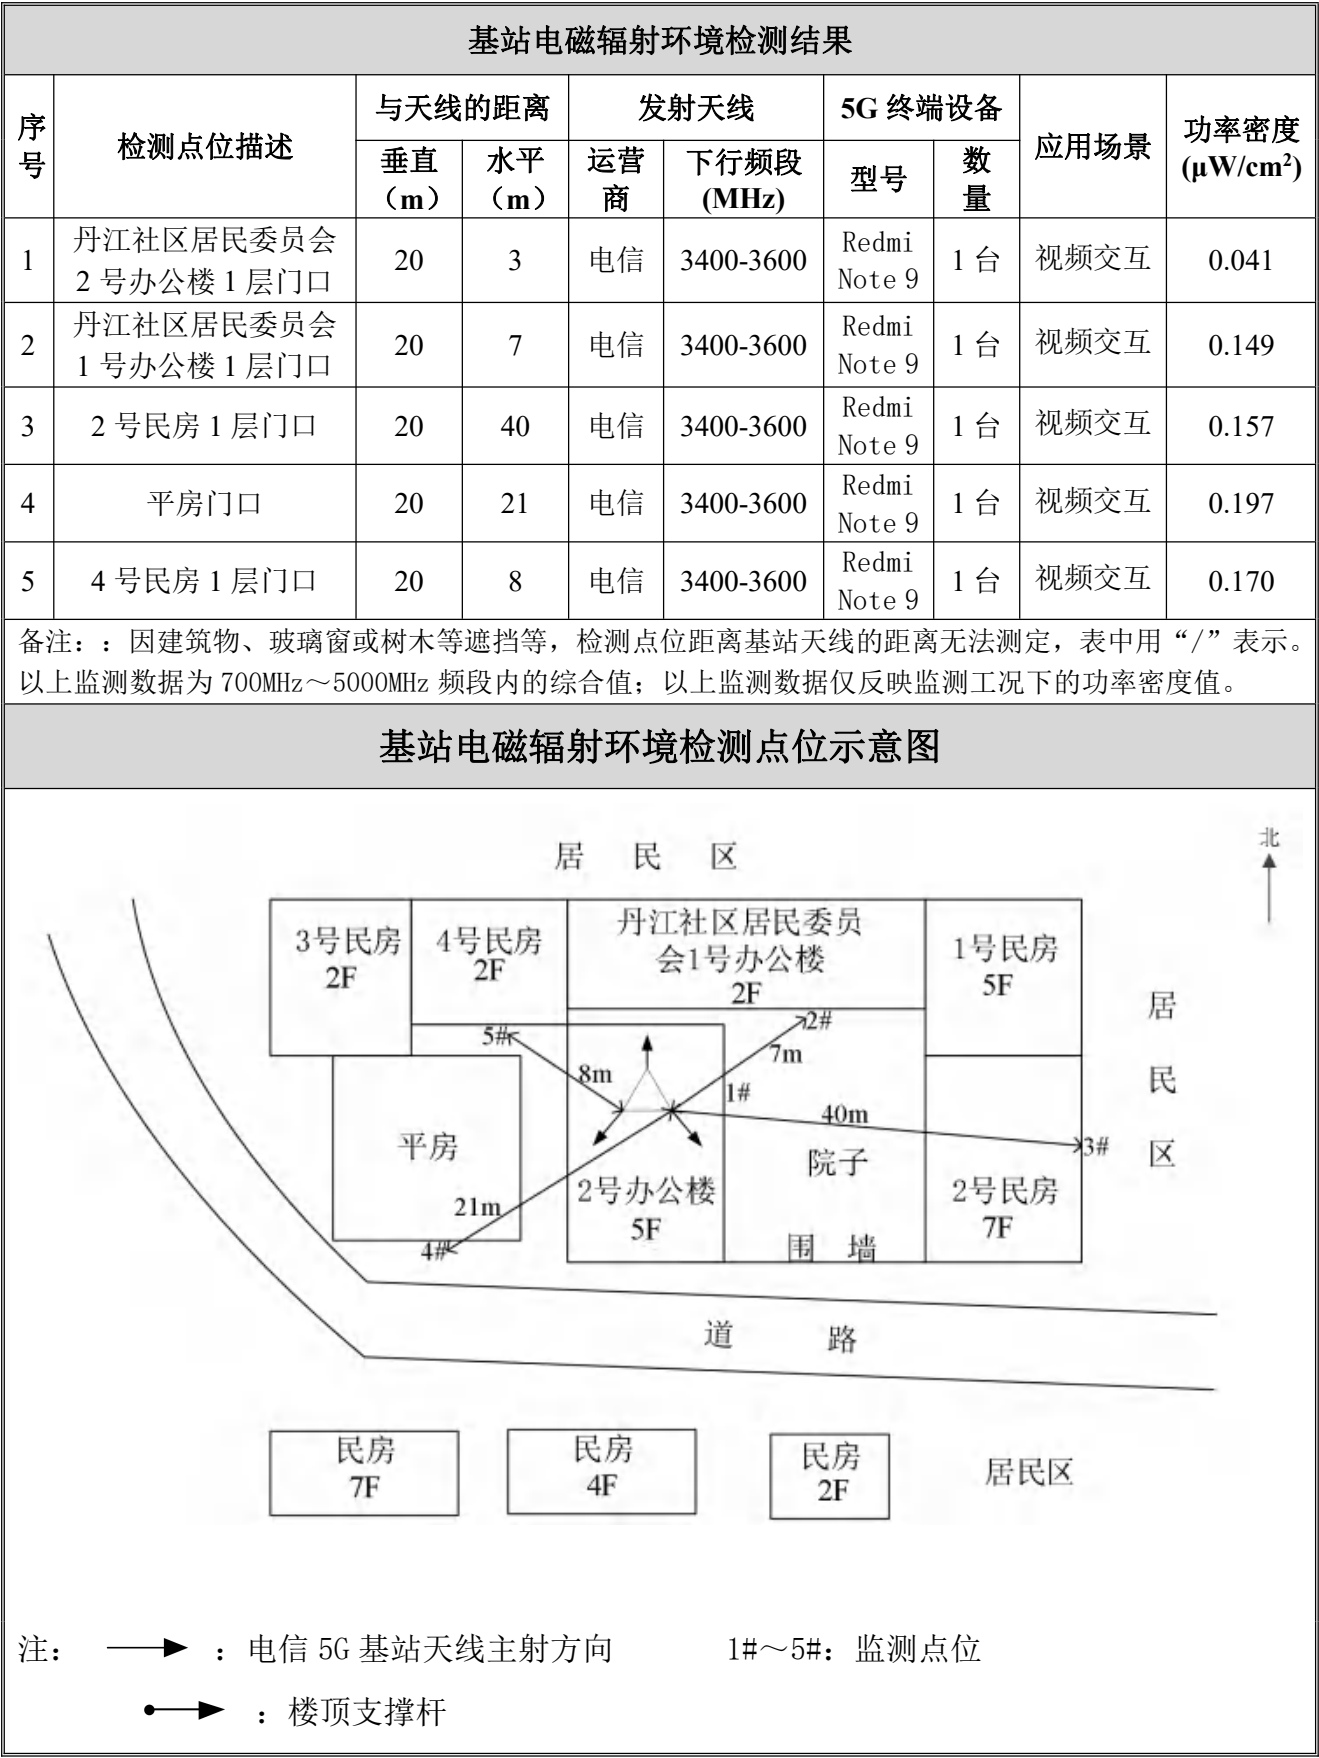 基站电磁辐射环境检测结果
序号 检测点位描述 与天线的距离 发射天线 5G 终端设备 应用场景 功率密度(μW/cm²)
垂直（m） 水平（m） 运营商 下行频段(MHz) 型号 数量
1 丹江社区居民委员会2 号办公楼 1 层门口 20 3 电信 3400-3600 Redmi Note 9 1 台 视频交互 0.041
2 丹江社区居民委员会1 号办公楼 1 层门口 20 7 电信 3400-3600 Redmi Note 9 1 台 视频交互 0.149
3 2 号民房 1 层门口 20 40 电信 3400-3600 Redmi Note 9 1 台 视频交互 0.157
4 平房门口 20 21 电信 3400-3600 Redmi Note 9 1 台 视频交互 0.197
5 4 号民房 1 层门口 20 8 电信 3400-3600 Redmi Note 9 1 台 视频交互 0.170
备注：：因建筑物、玻璃窗或树木等遮挡等，检测点位距离基站天线的距离无法测定，表中用“/”表示。
以上监测数据为 700MHz～5000MHz 频段内的综合值；以上监测数据仅反映监测工况下的功率密度值。
基站电磁辐射环境检测点位示意图
北
居 民 区
3号民房
2F
4号民房
2F
丹江社区居民委员
会1号办公楼
2F
1号民房
5F
居
民
区
5#
2#
7m
8m
1#
40m
3#
平房
院子
2号办公楼
5F
2号民房
7F
21m
4#
围 墙
道 路
民房
7F
民房
4F
民房
2F
居民区
注： ：电信 5G 基站天线主射方向 1#～5#：监测点位
：楼顶支撑杆